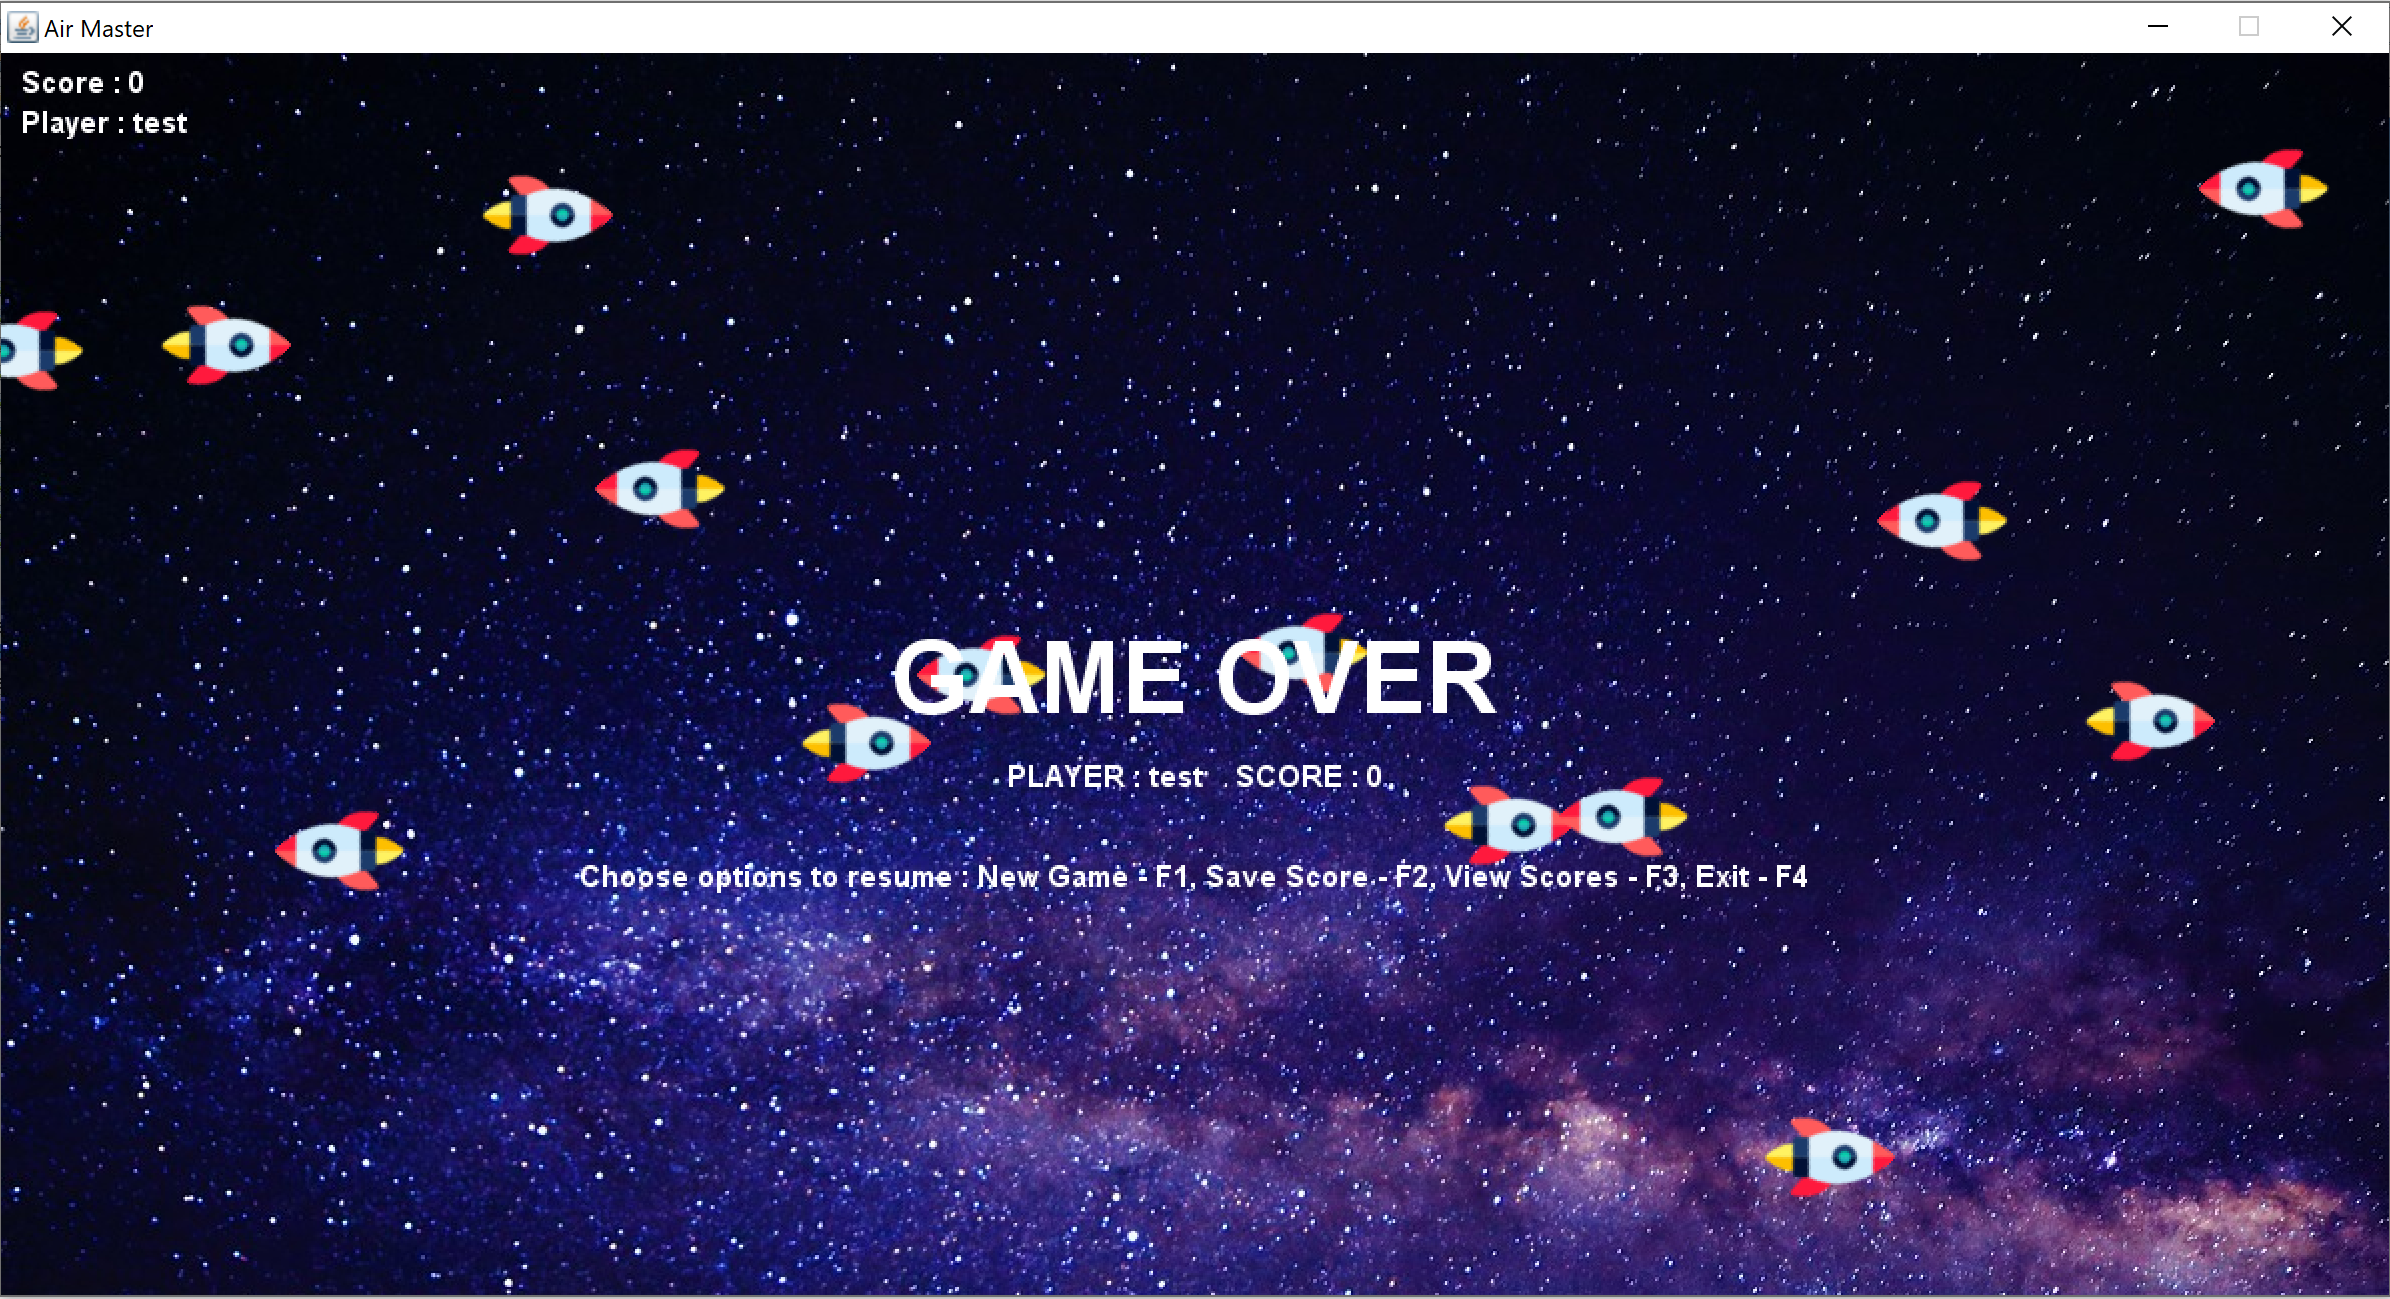 Air Master
Score : 0
Player : test
GAME OVER
PLAYER : test SCORE : 0
Choose options to resume : New Game - F1, Save Score - F2, View Scores - F3, Exit - F4